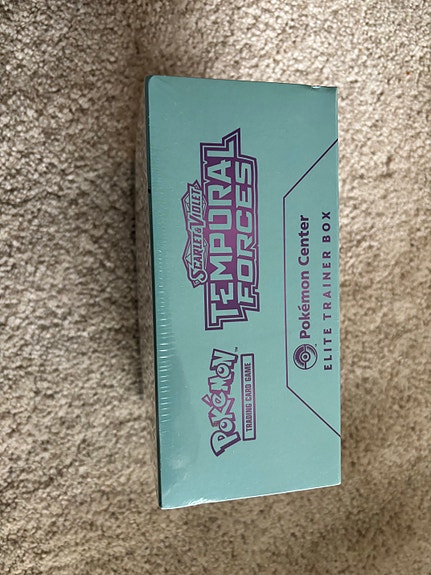 Pokémon
TRADING CARD GAME
SCARLET & VIOLET
TEMPORAL
FORCES
Pokémon Center
ELITE TRAINER BOX